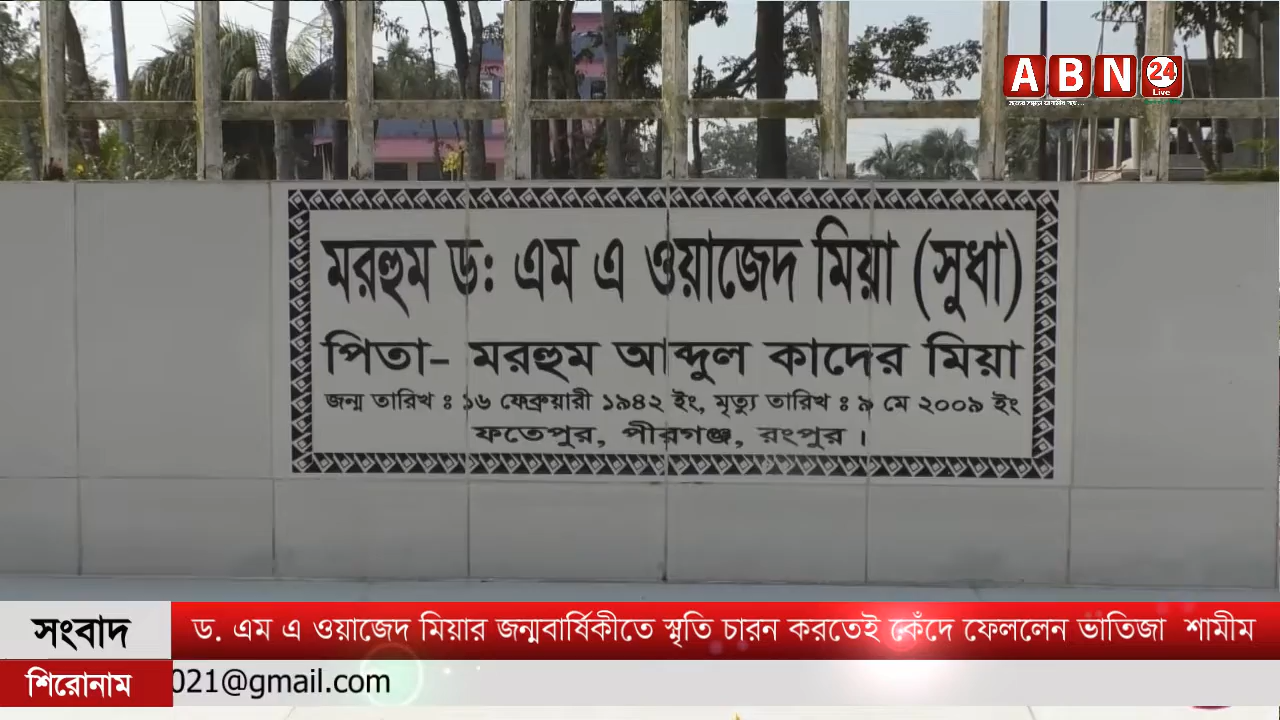 ABN 24
Live
মরহুম ড: এম এ ওয়াজেদ মিয়া (সুধা)
পিতা- মরহুম আব্দুল কাদের মিয়া
জন্ম তারিখ ঃ ১৬ ফেব্রুয়ারী ১৯৪২ ইং, মৃত্যু তারিখ ঃ ৯ মে ২০০৯ ইং
ফতেপুর, পীরগঞ্জ, রংপুর ।
সংবাদ
ড. এম এ ওয়াজেদ মিয়ার জন্মবার্ষিকীতে স্মৃতি চারন করতেই কেঁদে ফেললেন ভাতিজা শামীম
শিরোনাম
021@gmail.com